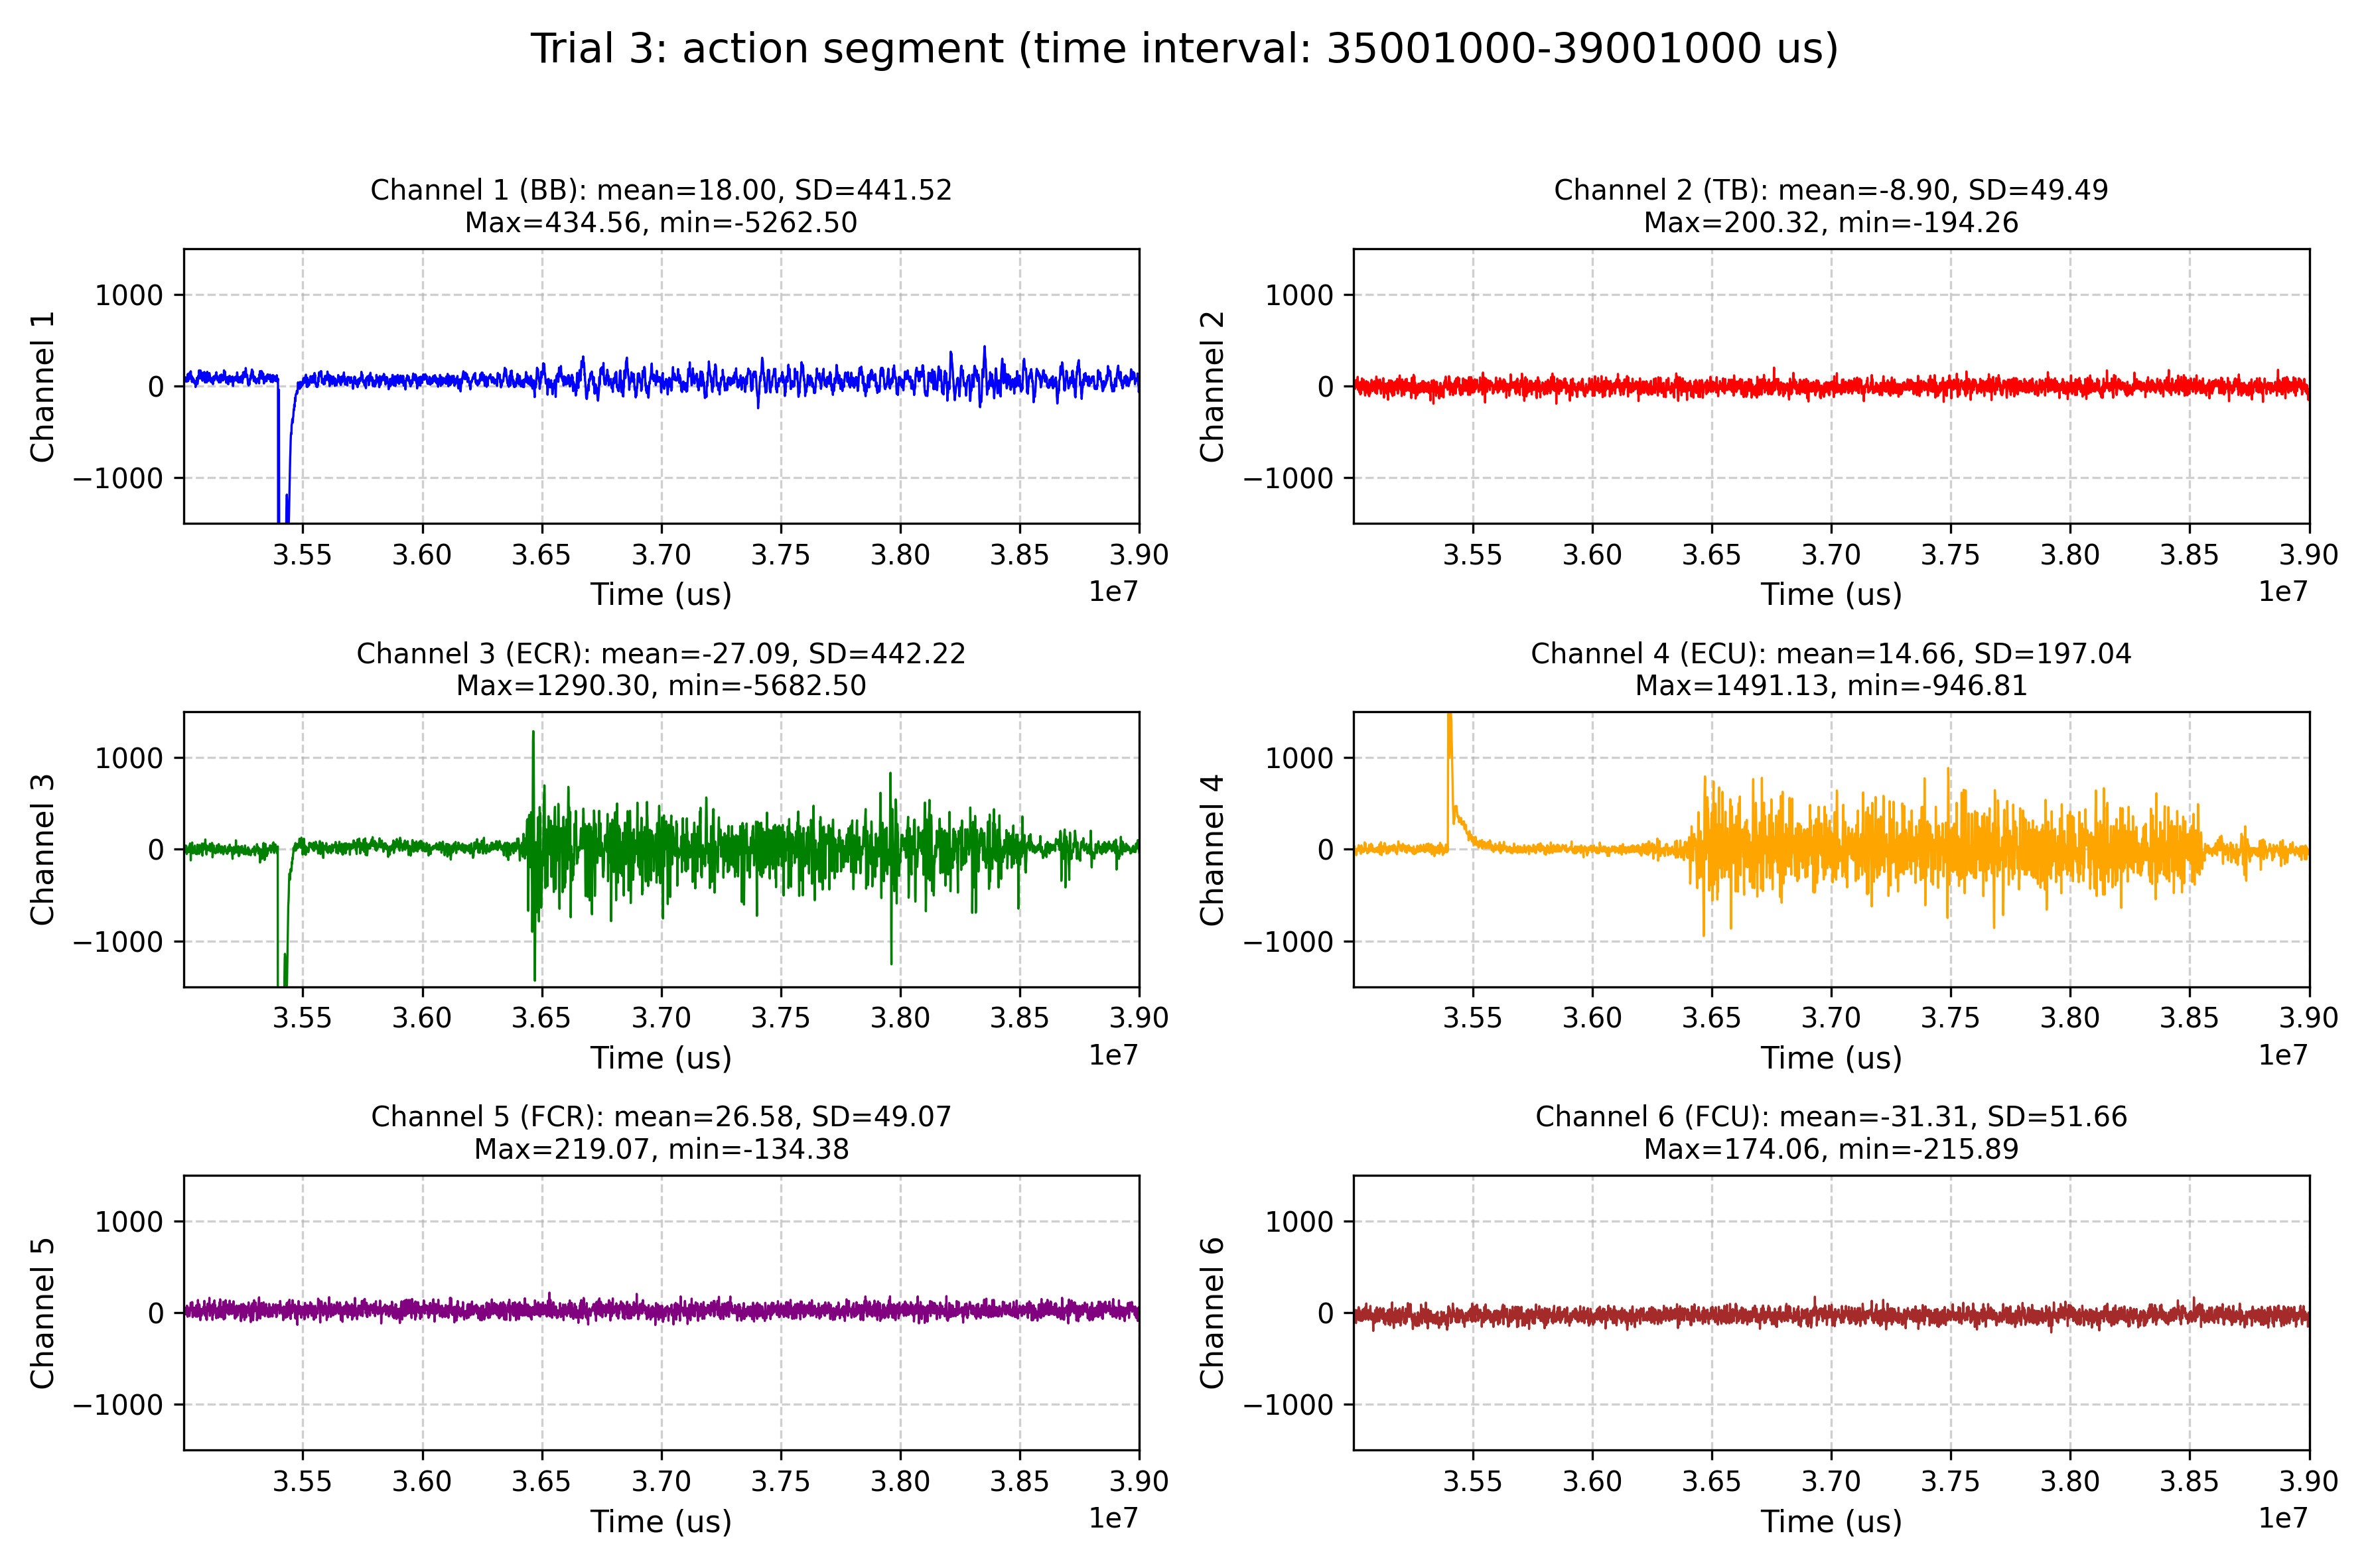 Trial 3: action segment (time interval: 35001000-39001000 us)
Channel 1 (BB): mean=18.00, SD=441.52
Max=434.56, min=-5262.50
Channel 1
1000
0
−1000
3.55 3.60 3.65 3.70 3.75 3.80 3.85 3.90
Time (us)
1e7
Channel 2 (TB): mean=-8.90, SD=49.49
Max=200.32, min=-194.26
Channel 2
1000
0
−1000
3.55 3.60 3.65 3.70 3.75 3.80 3.85 3.90
Time (us)
1e7
Channel 3 (ECR): mean=-27.09, SD=442.22
Max=1290.30, min=-5682.50
Channel 3
1000
0
−1000
3.55 3.60 3.65 3.70 3.75 3.80 3.85 3.90
Time (us)
1e7
Channel 4 (ECU): mean=14.66, SD=197.04
Max=1491.13, min=-946.81
Channel 4
1000
0
−1000
3.55 3.60 3.65 3.70 3.75 3.80 3.85 3.90
Time (us)
1e7
Channel 5 (FCR): mean=26.58, SD=49.07
Max=219.07, min=-134.38
Channel 5
1000
0
−1000
3.55 3.60 3.65 3.70 3.75 3.80 3.85 3.90
Time (us)
1e7
Channel 6 (FCU): mean=-31.31, SD=51.66
Max=174.06, min=-215.89
Channel 6
1000
0
−1000
3.55 3.60 3.65 3.70 3.75 3.80 3.85 3.90
Time (us)
1e7